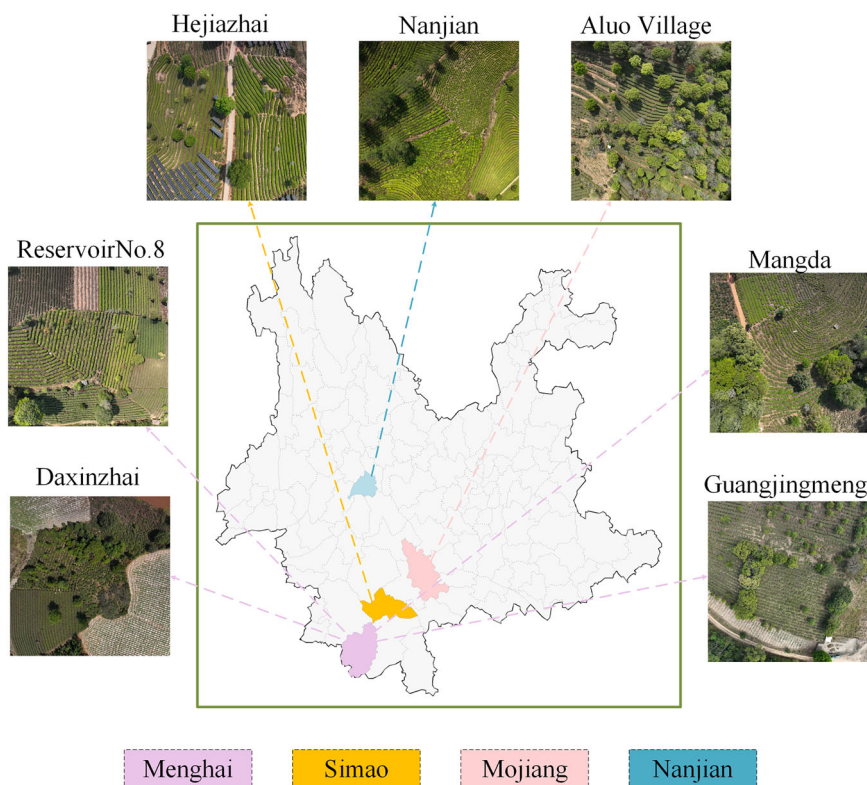 Hejiazhai
Nanjian
Aluo Village
ReservoirNo.8
Mangda
Daxinzhai
Guangjingmeng
Menghai
Simao
Mojiang
Nanjian